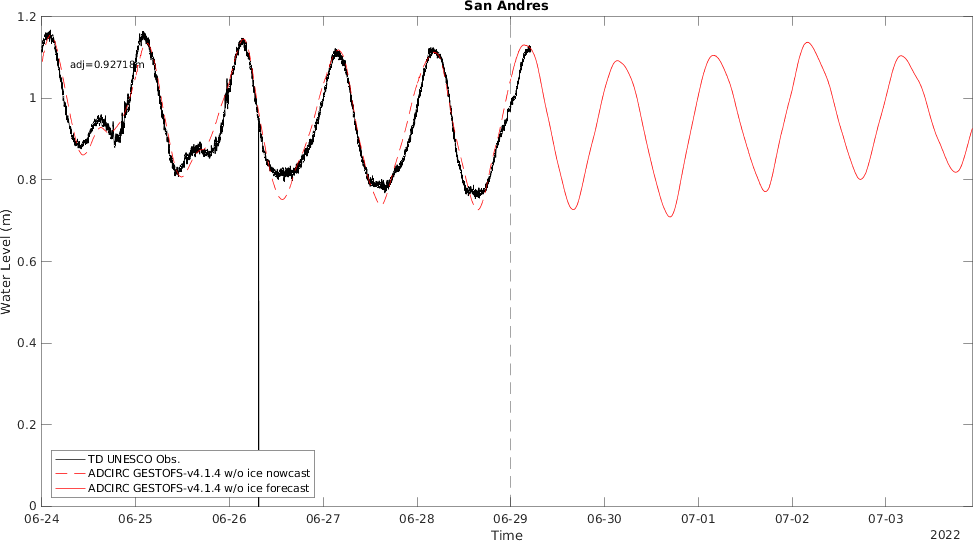 San Andres
1.2
1
0.8
0.6
0.4
0.2
0
Water Level (m)
adj=0.92718m
TD UNESCO Obs.
ADCIRC GESTOFS-v4.1.4 w/o ice nowcast
ADCIRC GESTOFS-v4.1.4 w/o ice forecast
06-24 06-25 06-26 06-27 06-28 06-29 06-30 07-01 07-02 07-03
Time
2022